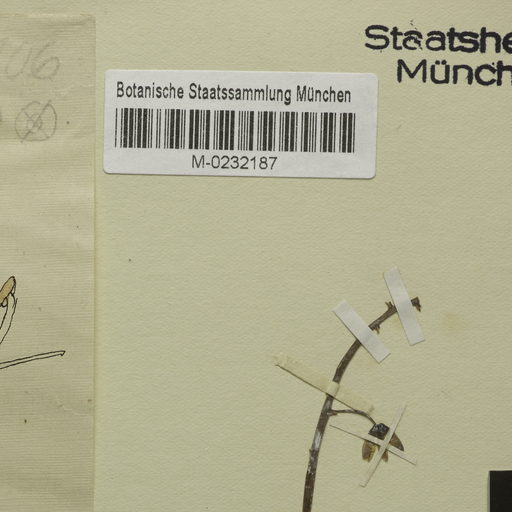 Staatshe
Münch
Botanische Staatssammlung München
M-0232187